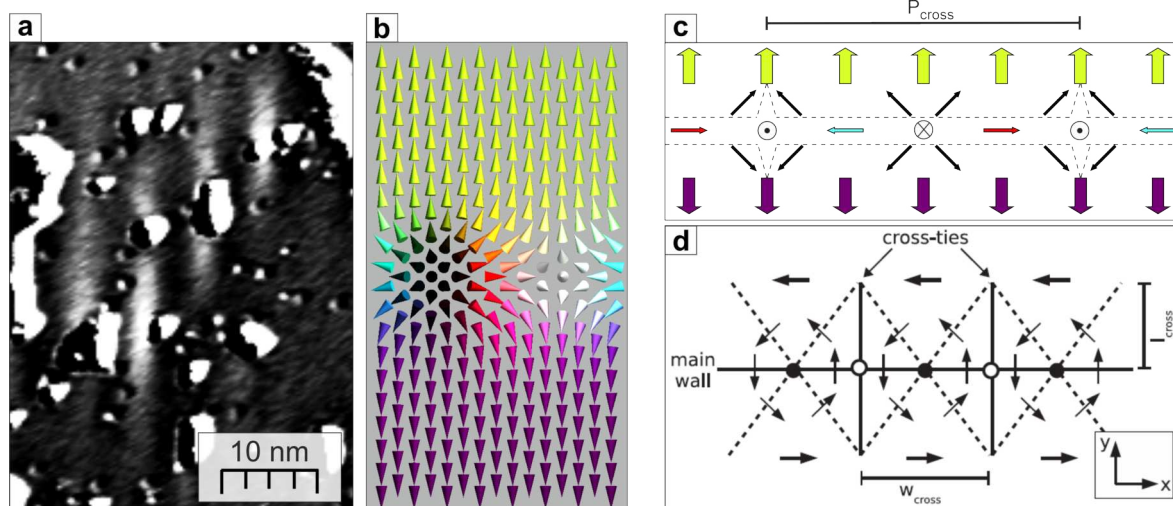 a
10 nm
b
c
P_cross
d
cross-ties
main
wall
l_cross
w_cross
y
x